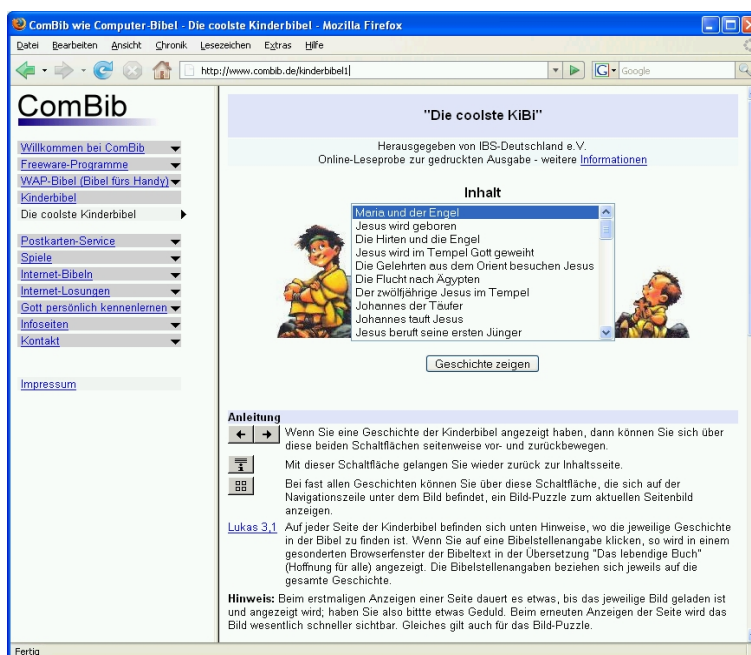 ComBib wie Computer-Bibel - Die coolste Kinderbibel - Mozilla Firefox
Datei Bearbeiten Ansicht Chronik Lesezeichen Extras Hilfe
http://www.combib.de/kinderbibel1
Google
ComBib
Willkommen bei ComBib
Freeware-Programme
WAP-Bibel (Bibel fürs Handy)
Kinderbibel
Die coolste Kinderbibel
Postkarten-Service
Spiele
Internet-Bibeln
Internet-Losungen
Gott persönlich kennenlernen
Infoseiten
Kontakt
Impressum
"Die coolste KiBi"
Herausgegeben von IBS-Deutschland e.V.
Online-Leseprobe zur gedruckten Ausgabe - weitere Informationen
Inhalt
Maria und der Engel
Jesus wird geboren
Die Hirten und die Engel
Jesus wird im Tempel Gott geweiht
Die Gelehrten aus dem Orient besuchen Jesus
Die Flucht nach Ägypten
Der zwölfjährige Jesus im Tempel
Johannes der Täufer
Johannes tauft Jesus
Jesus beruft seine ersten Jünger
Geschichte zeigen
Anleitung
Wenn Sie eine Geschichte der Kinderbibel angezeigt haben, dann können Sie sich über
diese beiden Schaltflächen seitenweise vor- und zurückbewegen.
Mit dieser Schaltfläche gelangen Sie wieder zurück zur Inhaltsseite.
Bei fast allen Geschichten können Sie über diese Schaltfläche, die sich auf der
Navigationszeile unter dem Bild befindet, ein Bild-Puzzle zum aktuellen Seitenbild
anzeigen.
Lukas 3,1 Auf jeder Seite der Kinderbibel befinden sich unten Hinweise, wo die jeweilige Geschichte
in der Bibel zu finden ist. Wenn Sie auf eine Bibelstellenangabe klicken, so wird in einem
gesonderten Browserfenster der Bibeltext in der Übersetzung "Das lebendige Buch"
(Hoffnung für alle) angezeigt. Die Bibelstellenangaben beziehen sich jeweils auf die
gesamte Geschichte.
Hinweis: Beim erstmaligen Anzeigen einer Seite dauert es etwas, bis das jeweilige Bild geladen ist
und angezeigt wird; haben Sie also bittte etwas Geduld. Beim erneuten Anzeigen der Seite wird das
Bild wesentlich schneller sichtbar. Gleiches gilt auch für das Bild-Puzzle.
Fertig